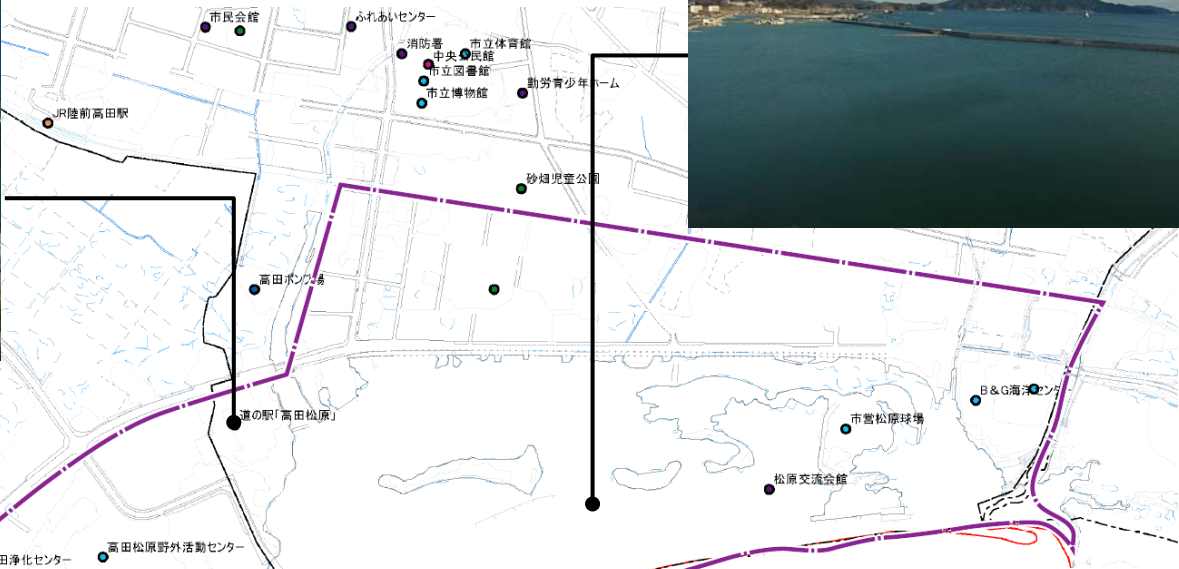 市民会館
ふれあいセンター
消防署
市立体育館
中央公民館
市立図書館
市立博物館
勤労青少年ホーム
JR陸前高田駅
砂畑児童公園
高田ポンプ場
B&G海洋センタ
道の駅「高田松原」
市営松原球場
松原交流会館
高田松原野外活動センター
田浄化センター